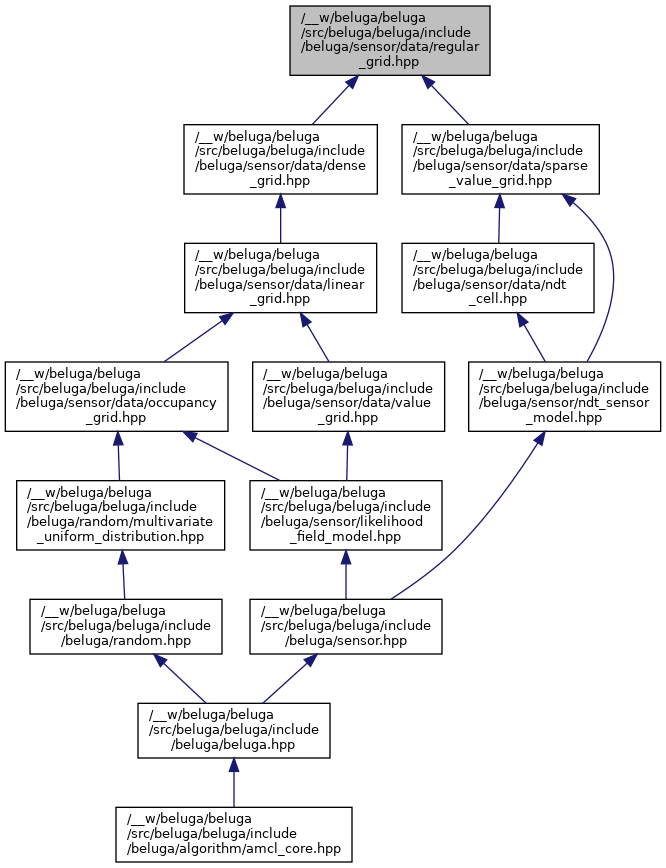 /__w/beluga/beluga
/src/beluga/beluga/include
/beluga/sensor/data/regular
_grid.hpp
/__w/beluga/beluga
/src/beluga/beluga/include
/beluga/sensor/data/dense
_grid.hpp
/__w/beluga/beluga
/src/beluga/beluga/include
/beluga/sensor/data/sparse
_value_grid.hpp
/__w/beluga/beluga
/src/beluga/beluga/include
/beluga/sensor/data/linear
_grid.hpp
/__w/beluga/beluga
/src/beluga/beluga/include
/beluga/sensor/data/ndt
_cell.hpp
/__w/beluga/beluga
/src/beluga/beluga/include
/beluga/sensor/data/occupancy
_grid.hpp
/__w/beluga/beluga
/src/beluga/beluga/include
/beluga/sensor/data/value
_grid.hpp
/__w/beluga/beluga
/src/beluga/beluga/include
/beluga/sensor/ndt_sensor
_model.hpp
/__w/beluga/beluga
/src/beluga/beluga/include
/beluga/random/multivariate
_uniform_distribution.hpp
/__w/beluga/beluga
/src/beluga/beluga/include
/beluga/sensor/likelihood
_field_model.hpp
/__w/beluga/beluga
/src/beluga/beluga/include
/beluga/random.hpp
/__w/beluga/beluga
/src/beluga/beluga/include
/beluga/sensor.hpp
/__w/beluga/beluga
/src/beluga/beluga/include
/beluga/beluga.hpp
/__w/beluga/beluga
/src/beluga/beluga/include
/beluga/algorithm/amcl_core.hpp